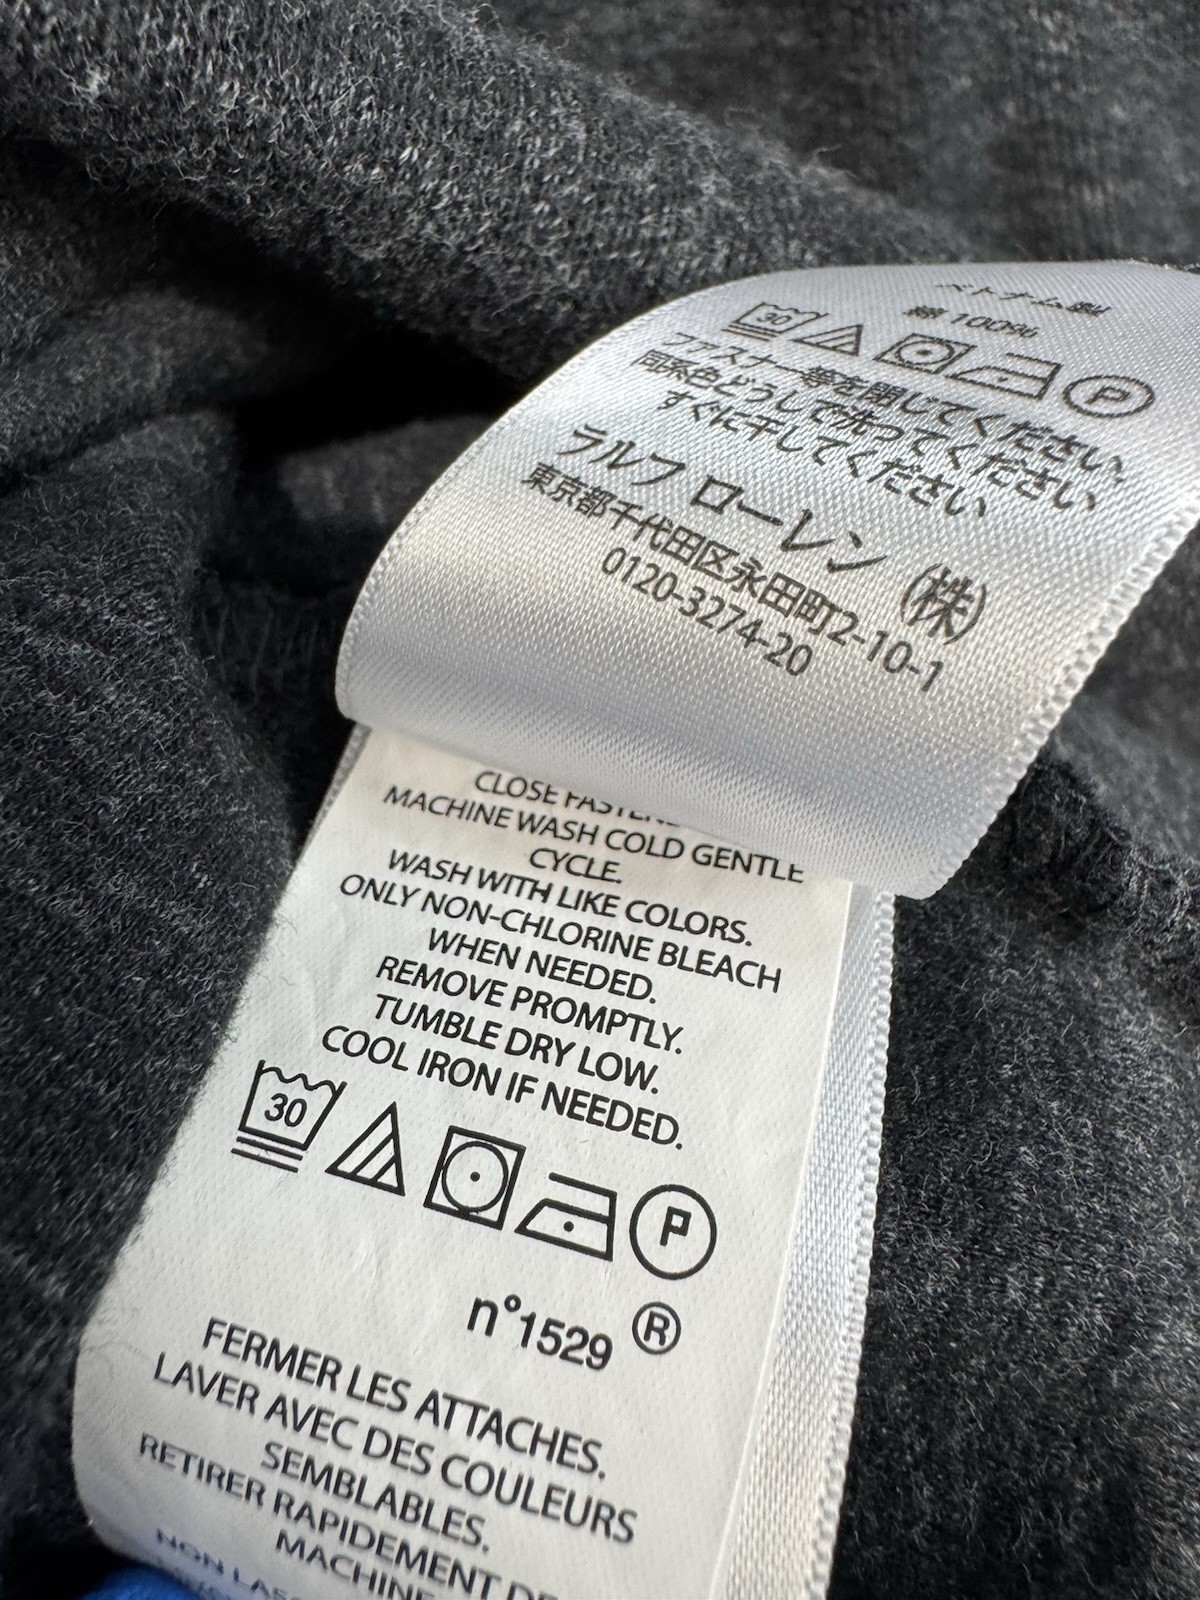 ベトナム製
綿 100%
30 P
ファスナー等を閉じてください、
同系色どうしで洗ってください、
すぐに干してください
ラルフ ローレン (株)
東京都千代田区永田町2-10-1
0120-3274-20
CLOSE
MACHINE WASH COLD GENTLE
CYCLE.
WASH WITH LIKE COLORS.
ONLY NON-CHLORINE BLEACH
WHEN NEEDED.
REMOVE PROMPTLY.
TUMBLE DRY LOW.
COOL IRON IF NEEDED.
30 P
n°1529 ®
FERMER LES ATTACHES.
LAVER AVEC DES COULEURS
SEMBLABLES.
RETIRER RAPIDEMENT DE
MACHINE
NON